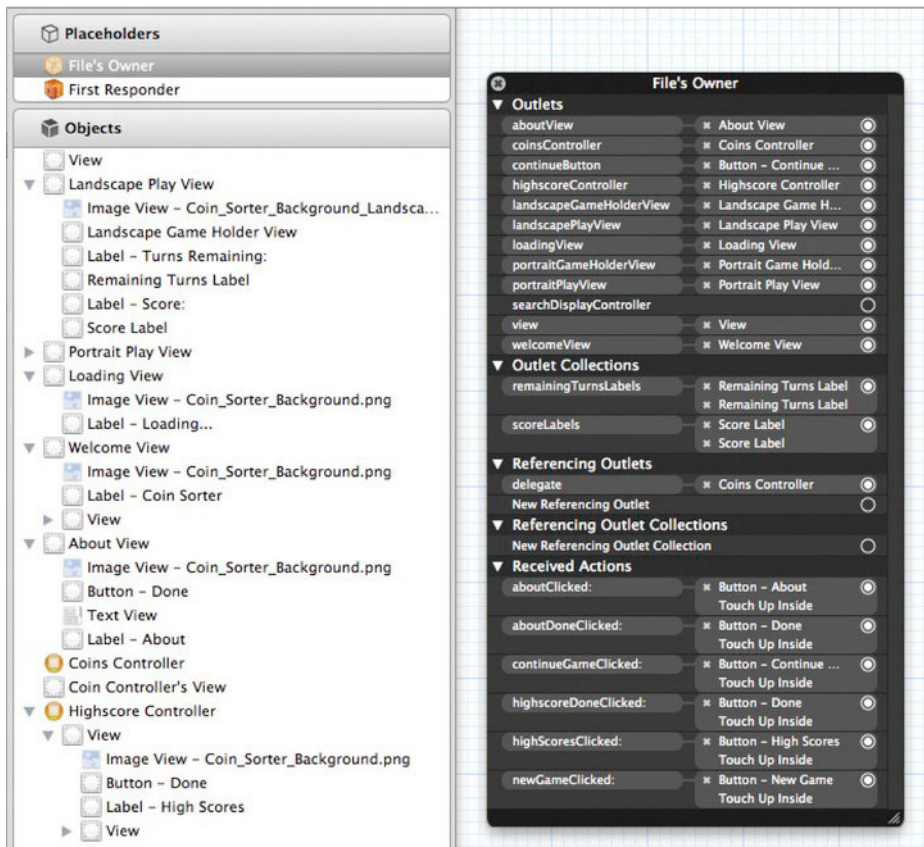 Placeholders
File's Owner
First Responder
Objects
View
Landscape Play View
Image View – Coin_Sorter_Background_Landsca...
Landscape Game Holder View
Label – Turns Remaining:
Remaining Turns Label
Label – Score:
Score Label
Portrait Play View
Loading View
Image View – Coin_Sorter_Background.png
Label – Loading...
Welcome View
Image View – Coin_Sorter_Background.png
Label – Coin Sorter
View
About View
Image View – Coin_Sorter_Background.png
Button – Done
Text View
Label – About
Coins Controller
Coin Controller's View
Highscore Controller
View
Image View – Coin_Sorter_Background.png
Button – Done
Label – High Scores
View
File's Owner
Outlets
aboutView About View
coinsController Coins Controller
continueButton Button – Continue ...
highscoreController Highscore Controller
landscapeGameHolderView Landscape Game H...
landscapePlayView Landscape Play View
loadingView Loading View
portraitGameHolderView Portrait Game Hold...
portraitPlayView Portrait Play View
searchDisplayController
view View
welcomeView Welcome View
Outlet Collections
remainingTurnsLabels Remaining Turns Label
Remaining Turns Label
scoreLabels Score Label
Score Label
Referencing Outlets
delegate Coins Controller
New Referencing Outlet
Referencing Outlet Collections
New Referencing Outlet Collection
Received Actions
aboutClicked: Button – About
Touch Up Inside
aboutDoneClicked: Button – Done
Touch Up Inside
continueGameClicked: Button – Continue ...
Touch Up Inside
highscoreDoneClicked: Button – Done
Touch Up Inside
highScoresClicked: Button – High Scores
Touch Up Inside
newGameClicked: Button – New Game
Touch Up Inside